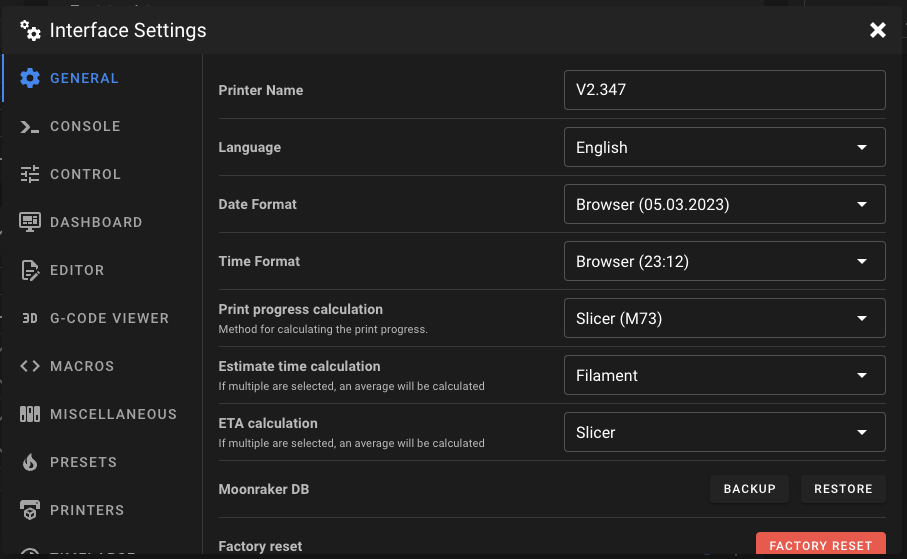 Interface Settings
GENERAL
CONSOLE
CONTROL
DASHBOARD
EDITOR
3D G-CODE VIEWER
MACROS
MISCELLANEOUS
PRESETS
PRINTERS
Printer Name
V2.347
Language
English
Date Format
Browser (05.03.2023)
Time Format
Browser (23:12)
Print progress calculation
Method for calculating the print progress.
Slicer (M73)
Estimate time calculation
If multiple are selected, an average will be calculated
Filament
ETA calculation
If multiple are selected, an average will be calculated
Slicer
Moonraker DB
BACKUP
RESTORE
Factory reset
FACTORY RESET